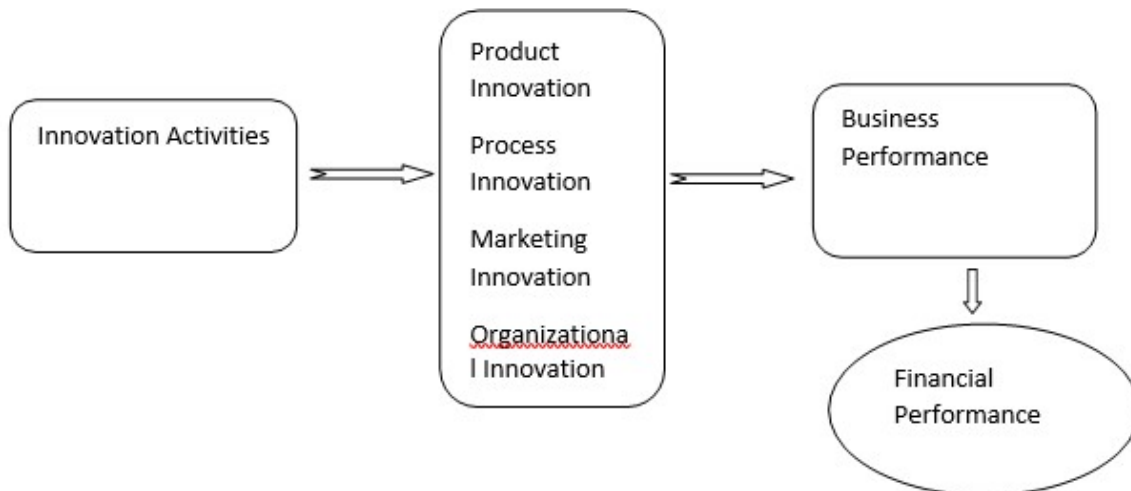 Innovation Activities
Product
Innovation
Process
Innovation
Marketing
Innovation
Organizationa
l Innovation
Business
Performance
Financial
Performance